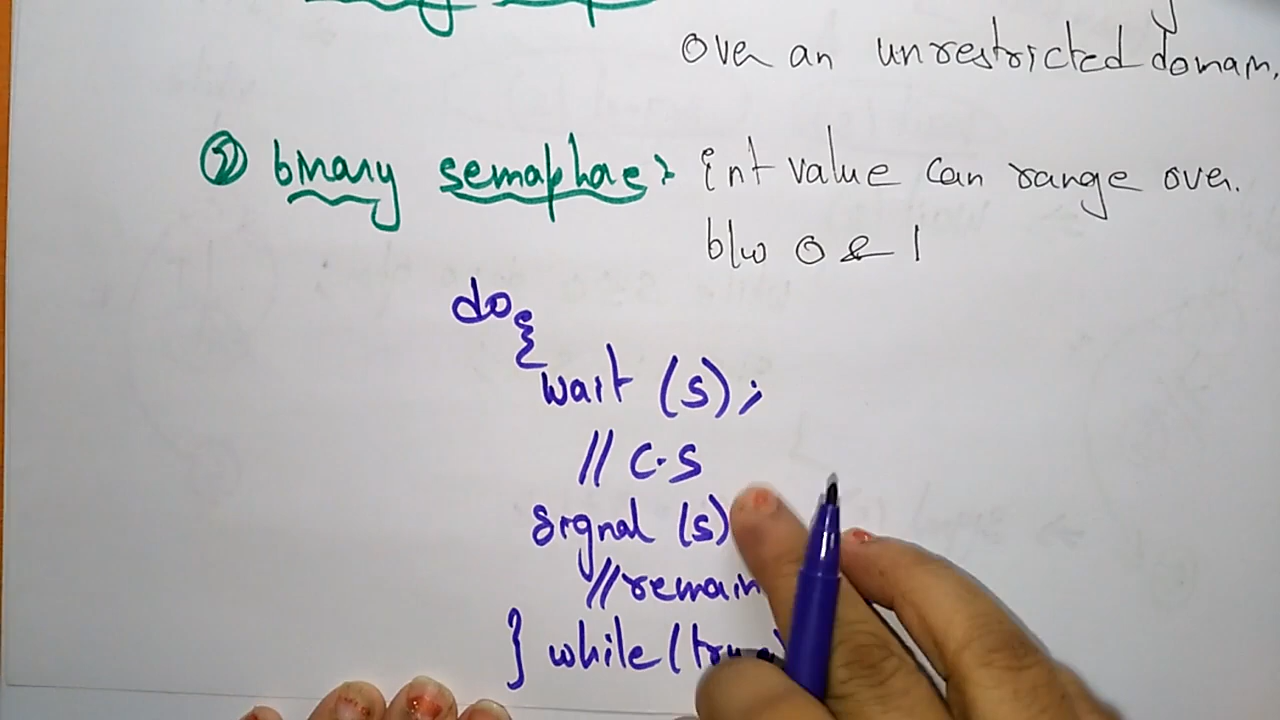 over an unrestricted domain.
② binary semaphore: int value can range over.
b/w 0 & 1
do
{
wait (s);
// C.S
signal (s)
// remain
} while (true)